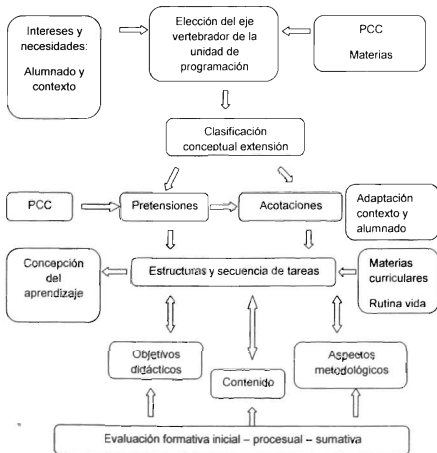 Intereses y
necesidades:
Alumnado y
contexto
Elección del eje
vertebrador de la
unidad de
programación
PCC
Materias
Clasificación
conceptual extensión
PCC
Pretensiones
Acotaciones
Adaptación
contexto y
alumnado
Concepción
del
aprendizaje
Estructuras y secuencia de tareas
Materias
curriculares
Rutina vida
Objetivos
didácticos
Contenido
Aspectos
metodológicos
Evaluación formativa inicial – procesual – sumativa